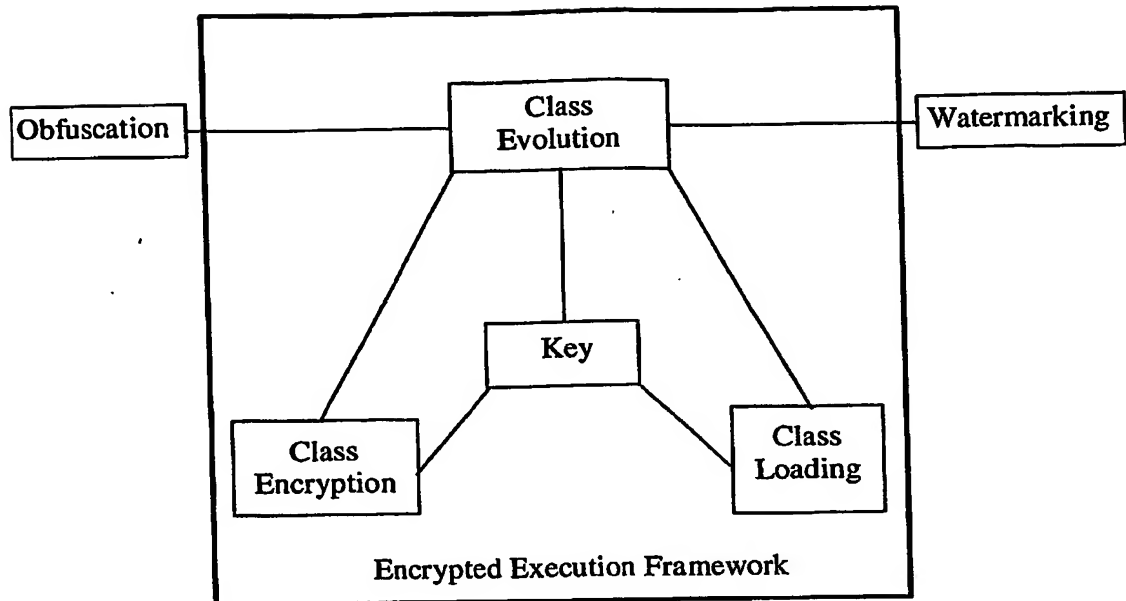 Class
Evolution
Obfuscation
Watermarking
Key
Class
Encryption
Class
Loading
Encrypted Execution Framework